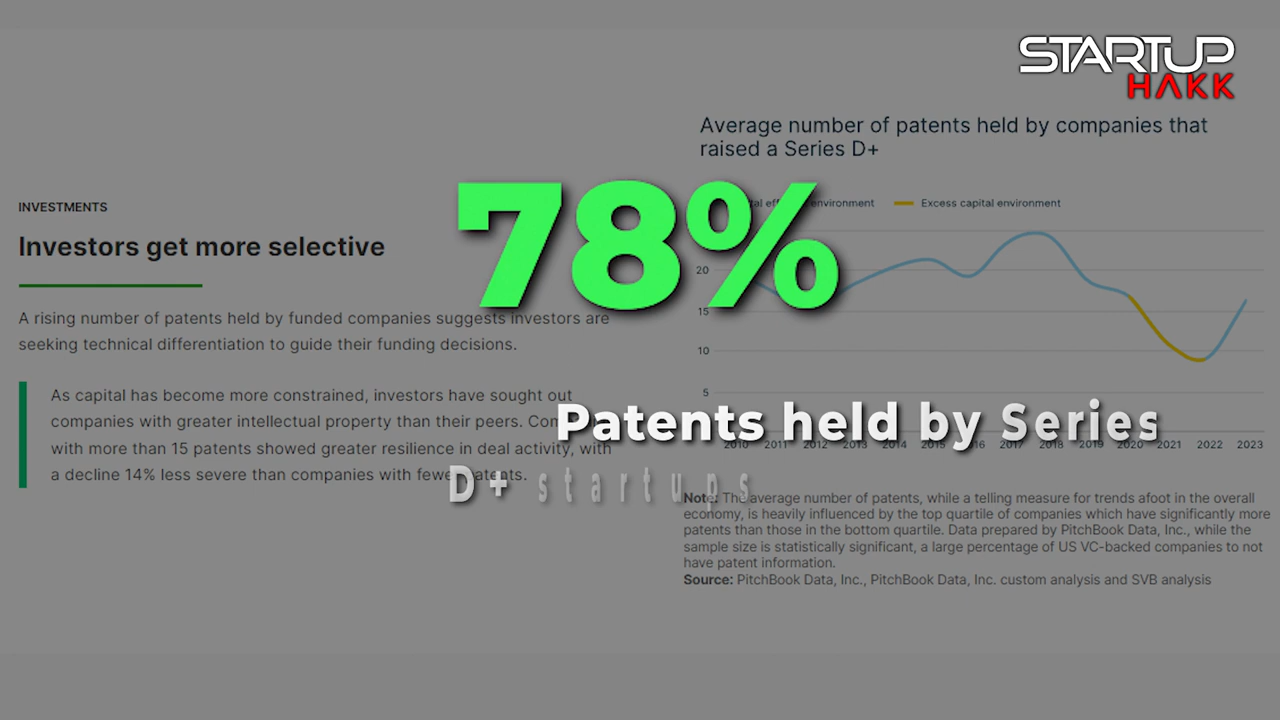 STARTUP
HAKK
Average number of patents held by companies that
raised a Series D+
INVESTMENTS
Investors get more selective
78%
environment
Excess capital environment
20
15
10
5
A rising number of patents held by funded companies suggests investors are
seeking technical differentiation to guide their funding decisions.
As capital has become more constrained, investors have sought out
companies with greater intellectual property than their peers.
with more than 15 patents showed greater resilience in deal activity, with
a decline 14% less severe than companies with fewer patents.
Patents held by Series
D+ startups
2010 2011 2012 2013 2014 2015 2017 2018 2019 2020 2021 2022 2023
Note: The average number of patents, while a telling measure for trends afoot in the overall
economy, is heavily influenced by the top quartile of companies which have significantly more
patents than those in the bottom quartile. Data prepared by PitchBook Data, Inc., while the
sample size is statistically significant, a large percentage of US VC-backed companies to not
have patent information.
Source: PitchBook Data, Inc., PitchBook Data, Inc. custom analysis and SVB analysis